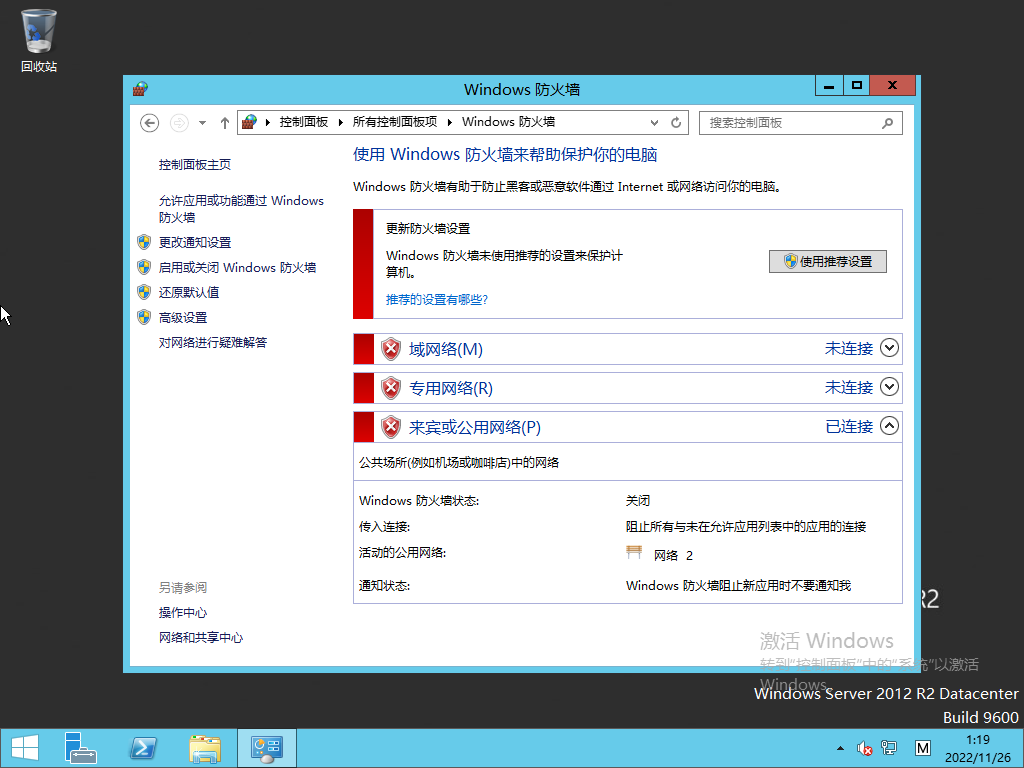 回收站
Windows 防火墙
控制面板 所有控制面板项 Windows 防火墙
搜索控制面板
控制面板主页
允许应用或功能通过 Windows
防火墙
更改通知设置
启用或关闭 Windows 防火墙
还原默认值
高级设置
对网络进行疑难解答
另请参阅
操作中心
网络和共享中心
使用 Windows 防火墙来帮助保护你的电脑
Windows 防火墙有助于防止黑客或恶意软件通过 Internet 或网络访问你的电脑。
更新防火墙设置
Windows 防火墙未使用推荐的设置来保护计
算机。
使用推荐设置
推荐的设置有哪些?
域网络(M) 未连接
专用网络(R) 未连接
来宾或公用网络(P) 已连接
公共场所(例如机场或咖啡店)中的网络
Windows 防火墙状态: 关闭
传入连接: 阻止所有与未在允许应用列表中的应用的连接
活动的公用网络: 网络 2
通知状态: Windows 防火墙阻止新应用时不要通知我
R2
激活 Windows
转到"控制面板"中的"系统"以激活
Windows。
Windows Server 2012 R2 Datacenter
Build 9600
M
1:19
2022/11/26